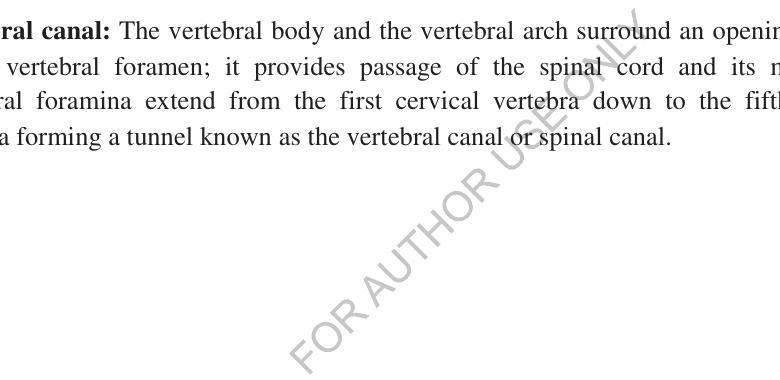 ral canal: The vertebral body and the vertebral arch surround an openin
vertebral foramen; it provides passage of the spinal cord and its n
ral foramina extend from the first cervical vertebra down to the fift
a forming a tunnel known as the vertebral canal or spinal canal.
FOR AUTHOR USE ONLY